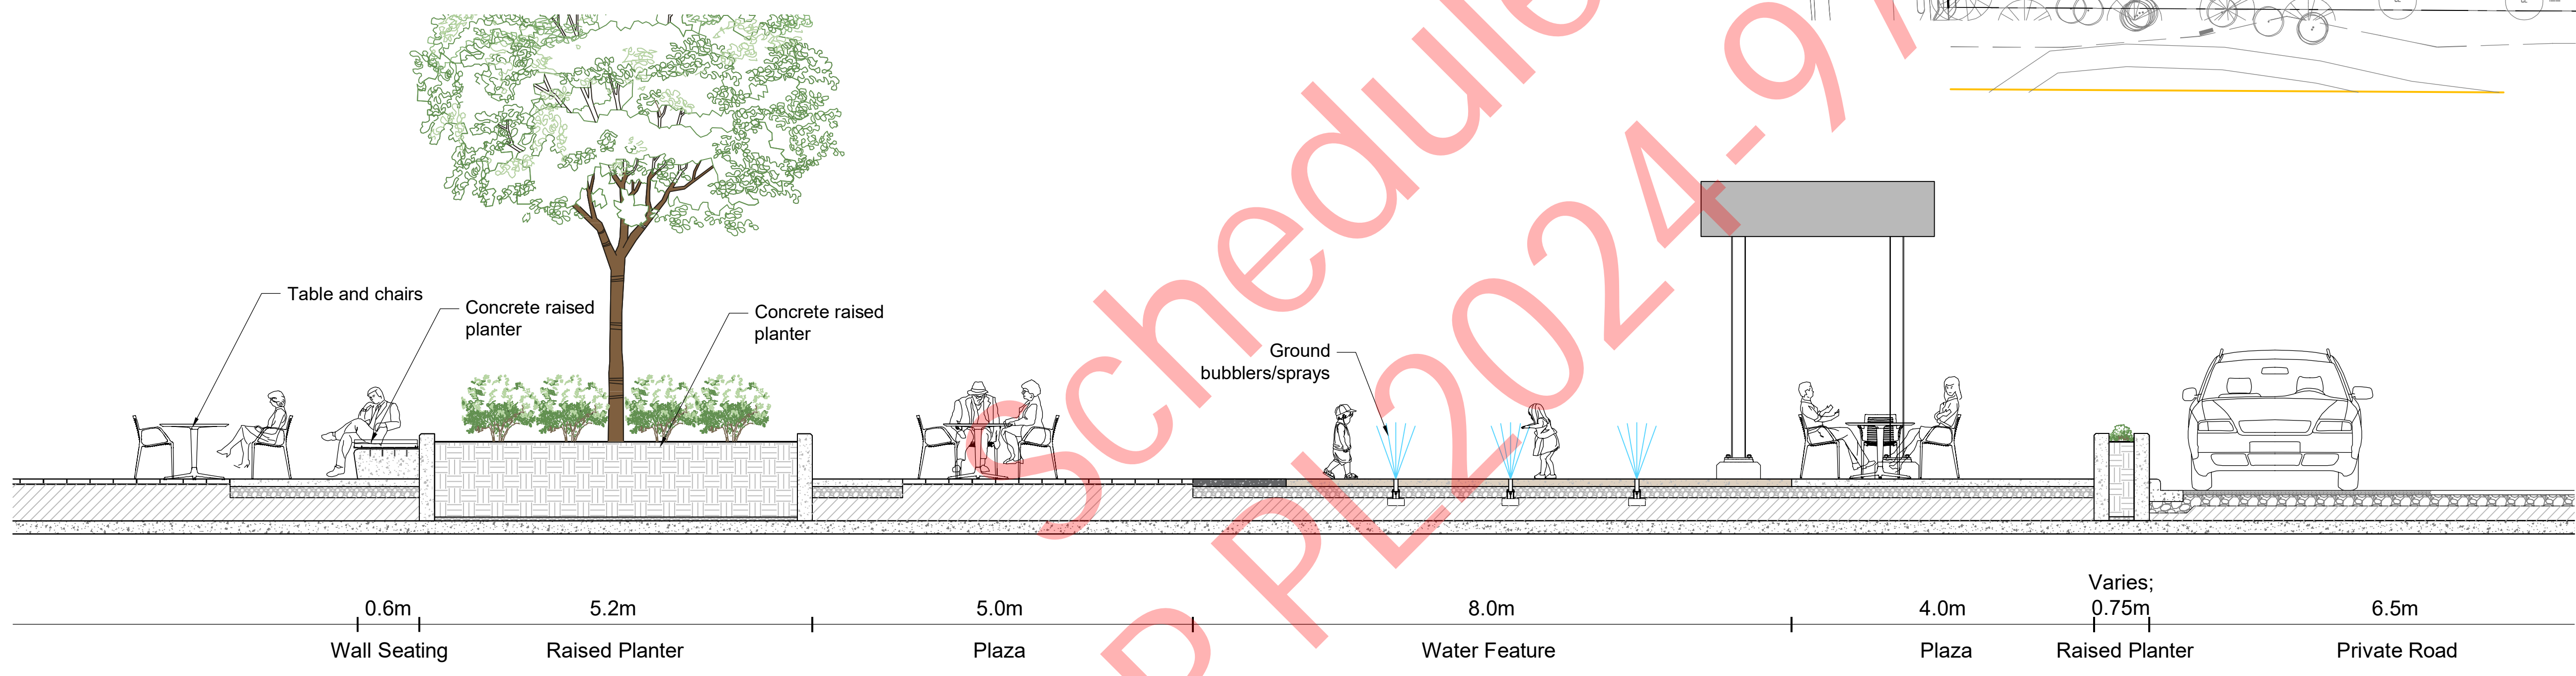 Schedule
P PL2024-97
Table and chairs
Concrete raised
planter
Concrete raised
planter
Ground
bubblers/sprays
0.6m
Wall Seating
5.2m
Raised Planter
5.0m
Plaza
8.0m
Water Feature
4.0m
Plaza
Varies;
0.75m
Raised Planter
6.5m
Private Road